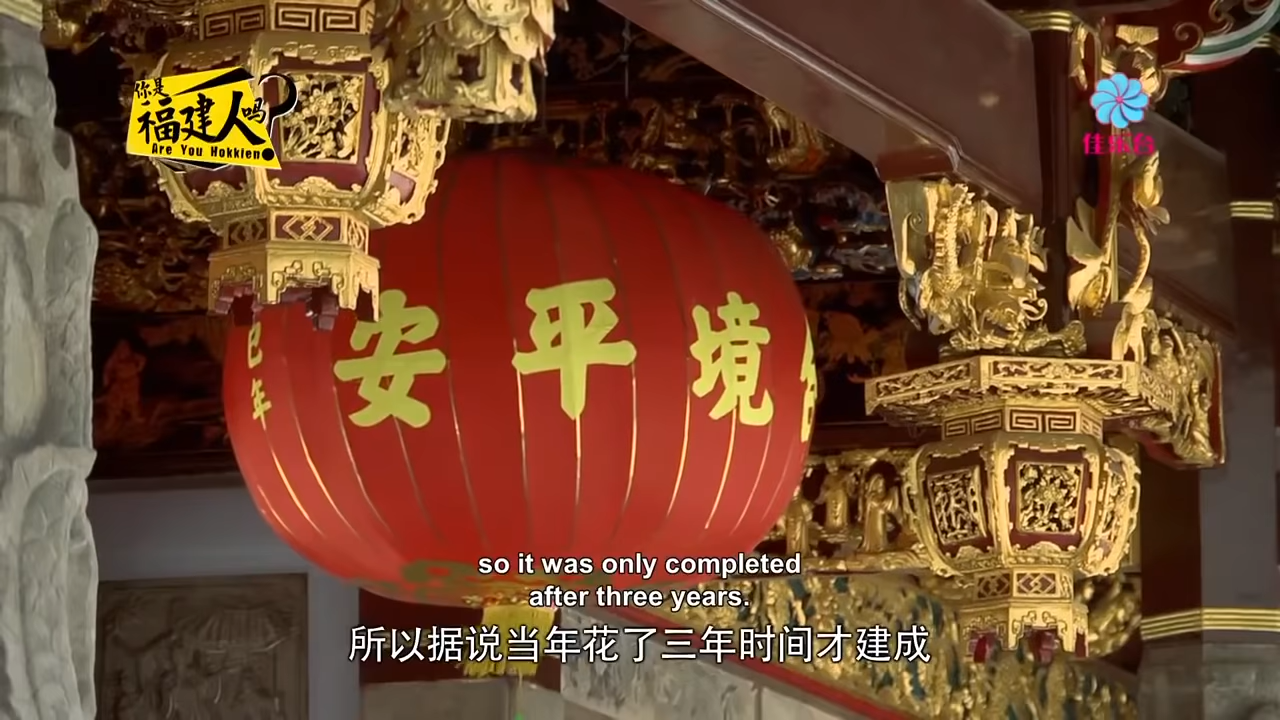 你是
福建人吗?
Are You Hokkien?
佳乐台
安平境
巳年
so it was only completed
after three years.
所以据说当年花了三年时间才建成